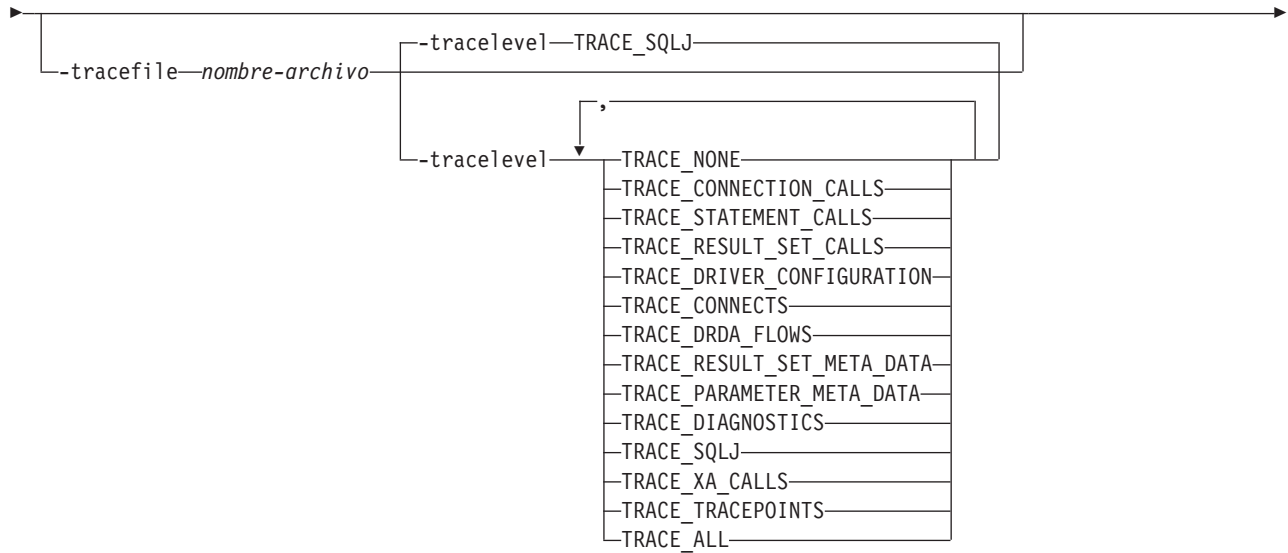 -tracelevel TRACE_SQLJ
-tracefile nombre-archivo
,
-tracelevel TRACE_NONE
TRACE_CONNECTION_CALLS
TRACE_STATEMENT_CALLS
TRACE_RESULT_SET_CALLS
TRACE_DRIVER_CONFIGURATION
TRACE_CONNECTS
TRACE_DRDA_FLOWS
TRACE_RESULT_SET_META_DATA
TRACE_PARAMETER_META_DATA
TRACE_DIAGNOSTICS
TRACE_SQLJ
TRACE_XA_CALLS
TRACE_TRACEPOINTS
TRACE_ALL